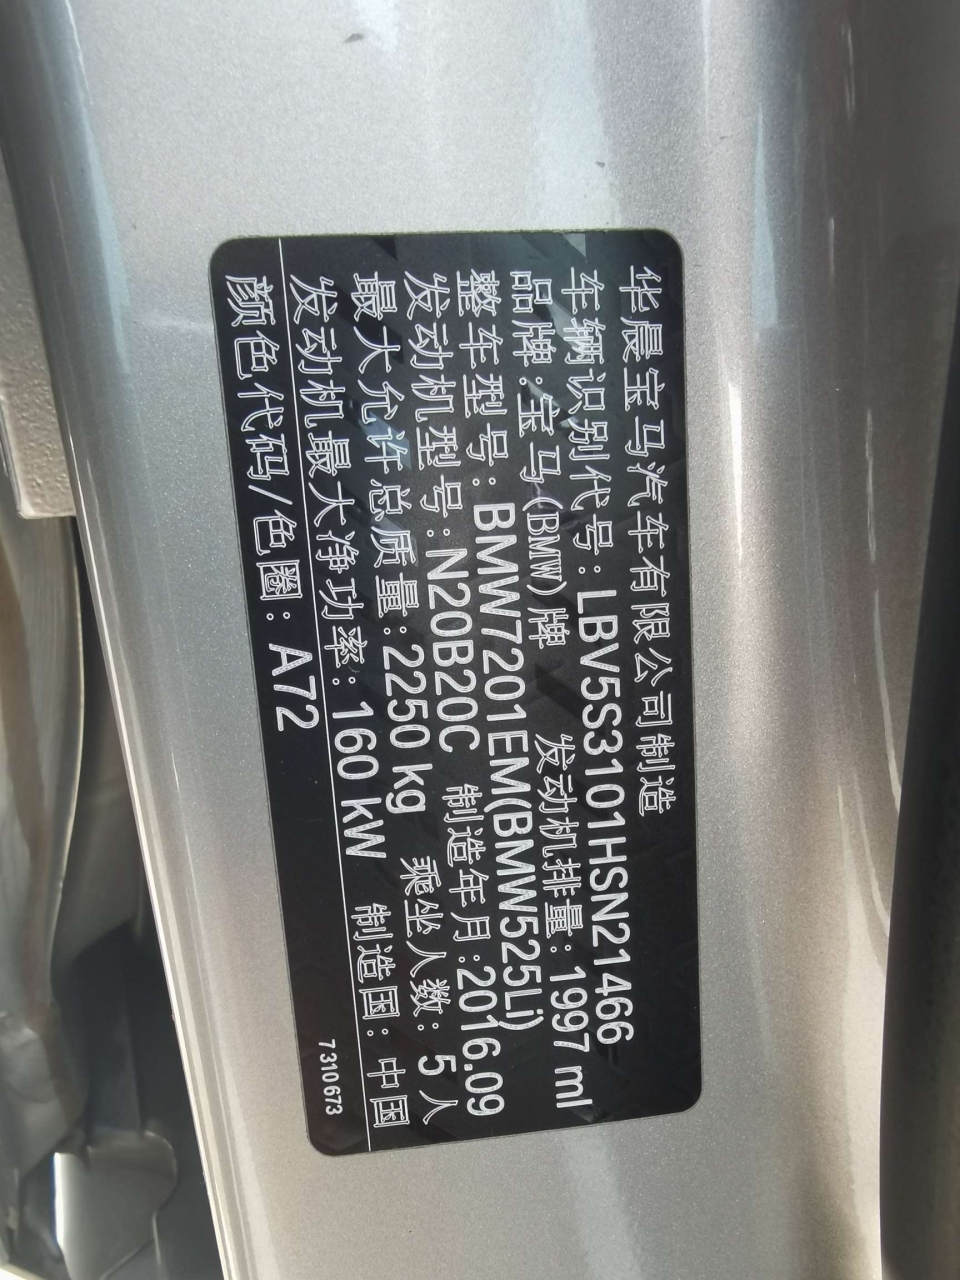 华晨宝马汽车有限公司制造
车辆识别代号：LBV5S3101HSN21466
品牌：宝马(BMW)牌 发动机排量：1997 ml
整车型号：BMW7201EM(BMW525Li)
发动机型号：N20B20C 制造年月：2016.09
最大允许总质量：2250 kg 乘坐人数：5人
发动机最大净功率：160 kW 制造国：中国
颜色代码/色圈：A72
7310673